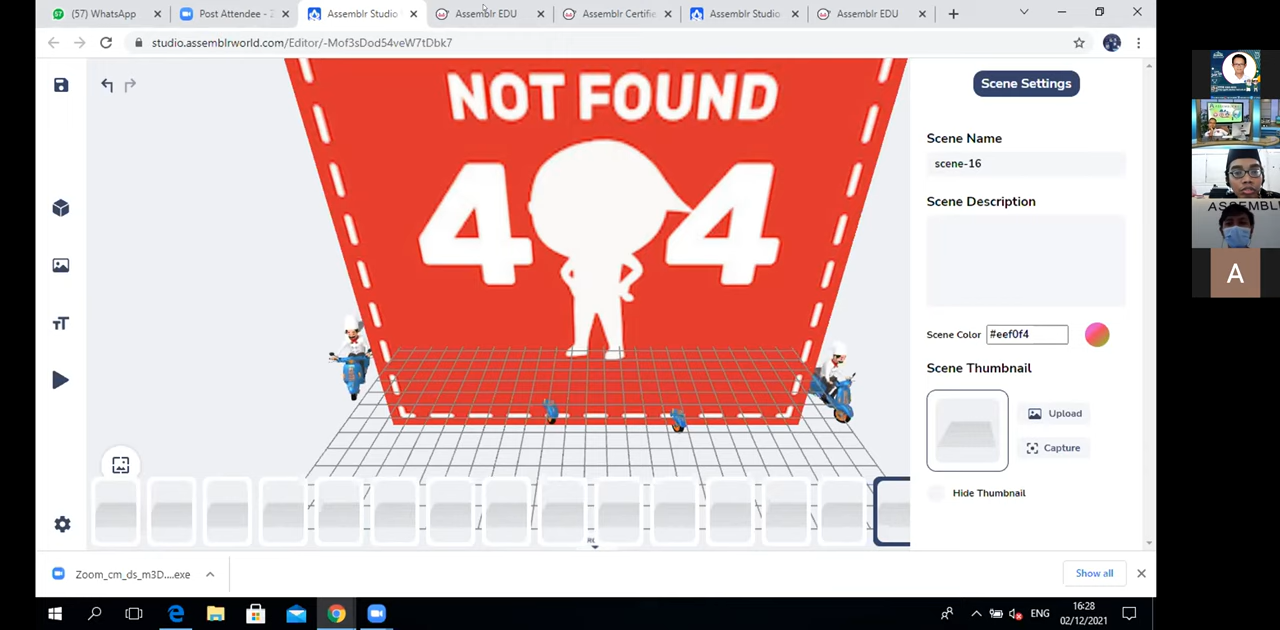 (57) WhatsApp
Post Attendee - Z
Assemblr Studio
Assemblr EDU
Assemblr Certifie
Assemblr Studio
Assemblr EDU
studio.assemblrworld.com/Editor/-Mof3sDod54veW7tDbk7
NOT FOUND
4 4
Scene Settings
Scene Name
scene-16
Scene Description
Scene Color #eef0f4
Scene Thumbnail
Upload
Capture
Hide Thumbnail
Zoom_cm_ds_m3D....exe
Show all
ENG
16:28
02/12/2021
ASSEMBL
A